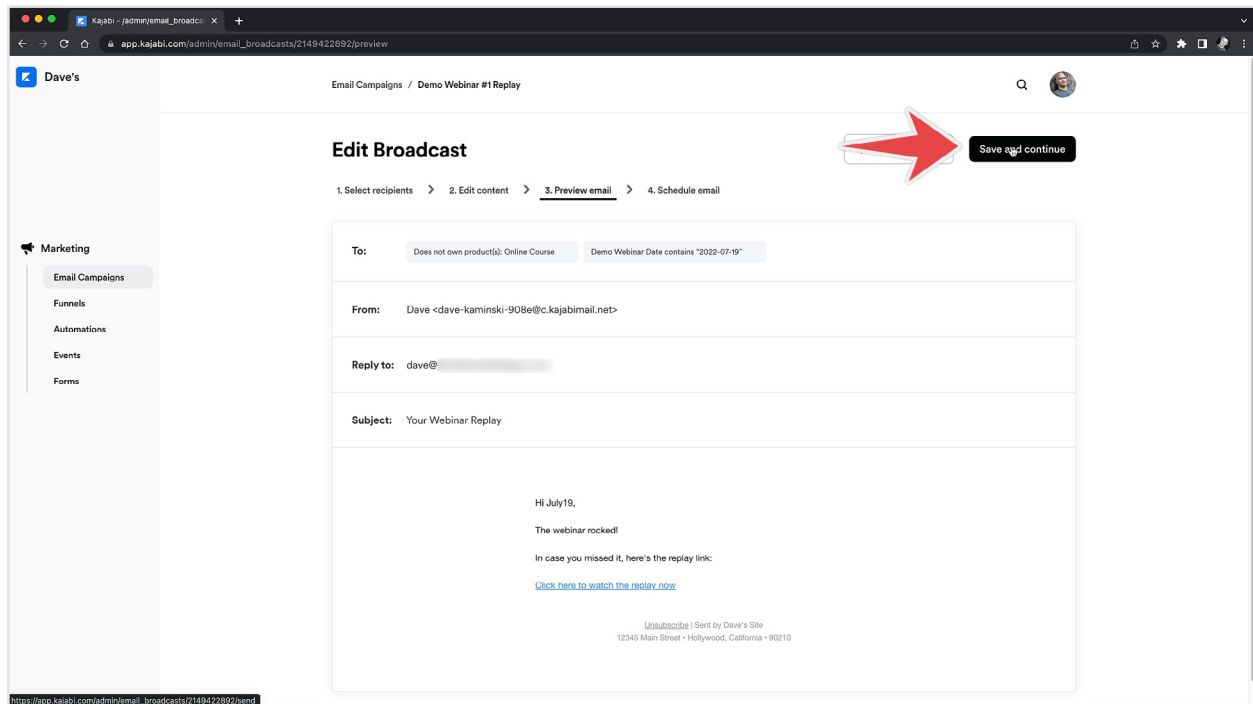 Kajabi - /admin/email_broadcas
app.kajabi.com/admin/email_broadcasts/2149422892/preview
Dave's
Email Campaigns / Demo Webinar #1 Replay
Edit Broadcast
Save and continue
1. Select recipients > 2. Edit content > 3. Preview email > 4. Schedule email
Marketing
Email Campaigns
Funnels
Automations
Events
Forms
To: Does not own product(s): Online Course Demo Webinar Date contains "2022-07-19"
From: Dave <dave-kaminski-908e@c.kajabimail.net>
Reply to: dave@
Subject: Your Webinar Replay
Hi July19,
The webinar rocked!
In case you missed it, here's the replay link:
Click here to watch the replay now
Unsubscribe | Sent by Dave's Site
12345 Main Street • Hollywood, California • 90210
https://app.kajabi.com/admin/email_broadcasts/2149422892/send